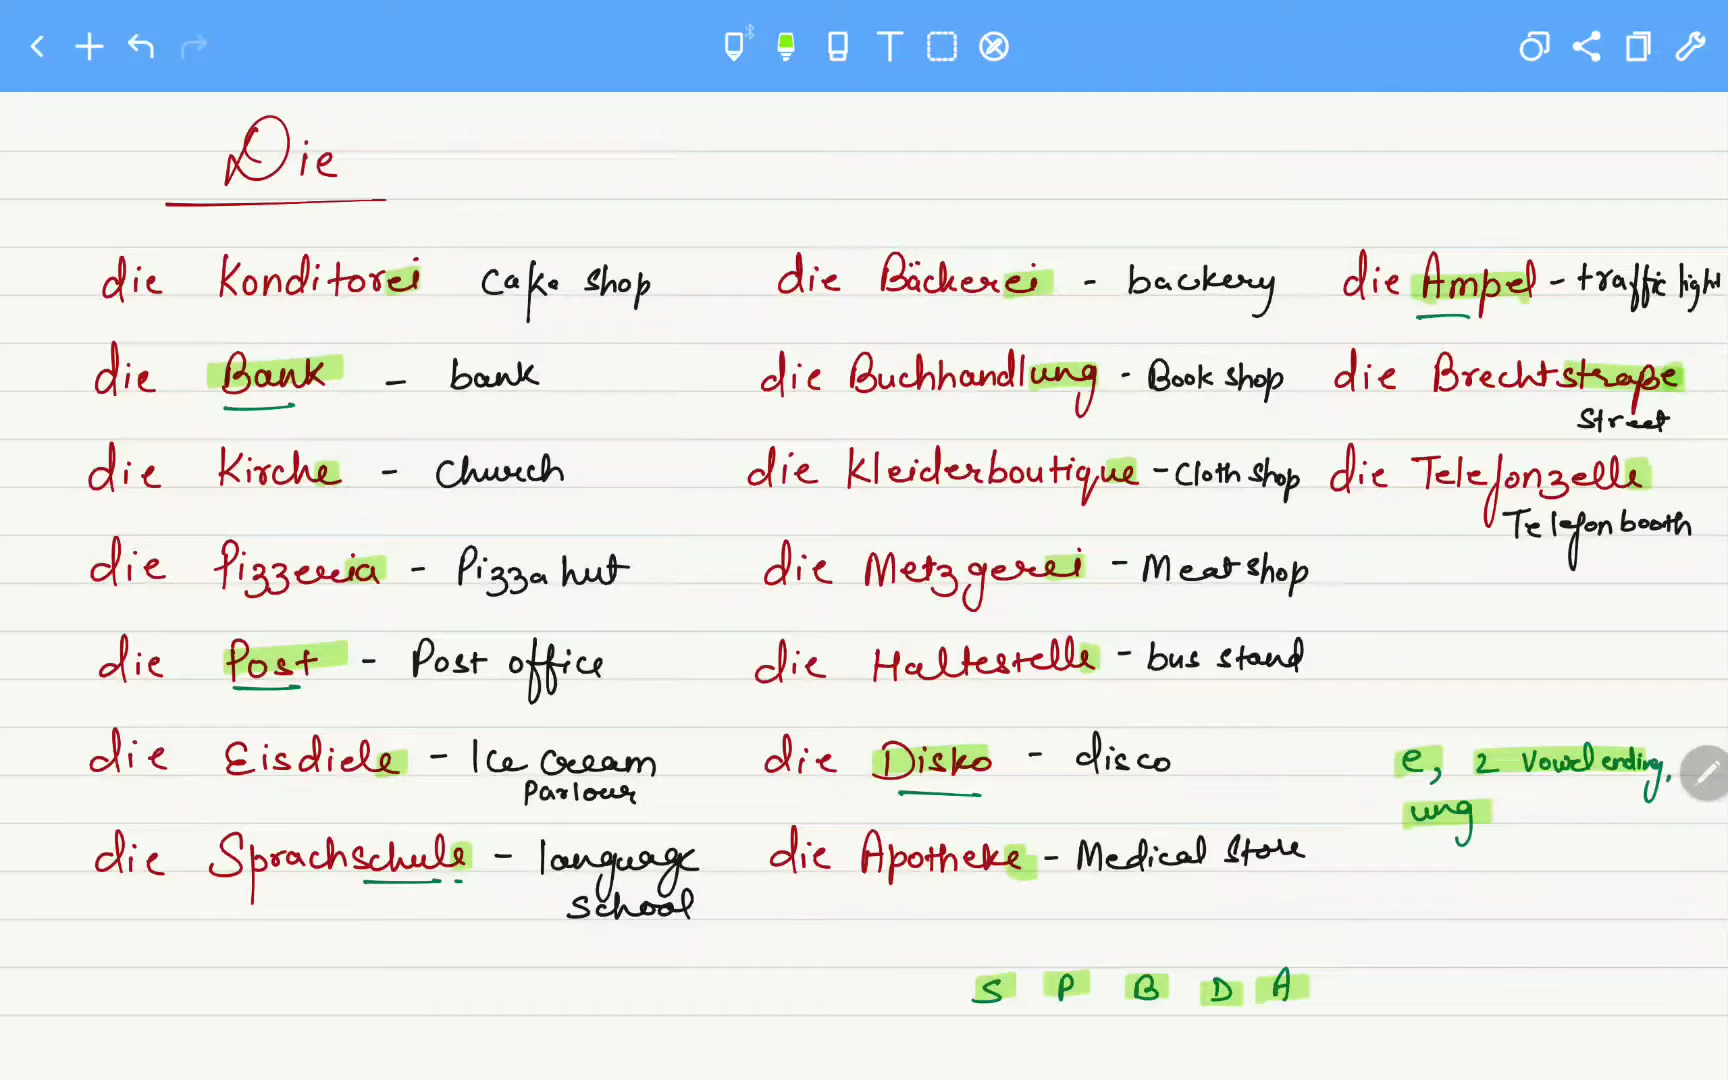 Die
die Konditorei cake shop
die Bank - bank
die Kirche - Church
die Pizzeria - Pizza hut
die Post - Post office
die Eisdiele - Ice cream
Parlour
die Sprachschule - language
School
die Bäckerei - backery
die Buchhandlung - Book shop
die Kleiderboutique - Cloth shop
die Metzgerei - Meat shop
die Haltestelle - bus stand
die Disko - disco
die Apotheke - Medical Store
die Ampel - traffic light
die Brechtstraße
Street
die Telefonzelle
Telefon booth
e, 2 Vowel ending,
ung
S P B D A